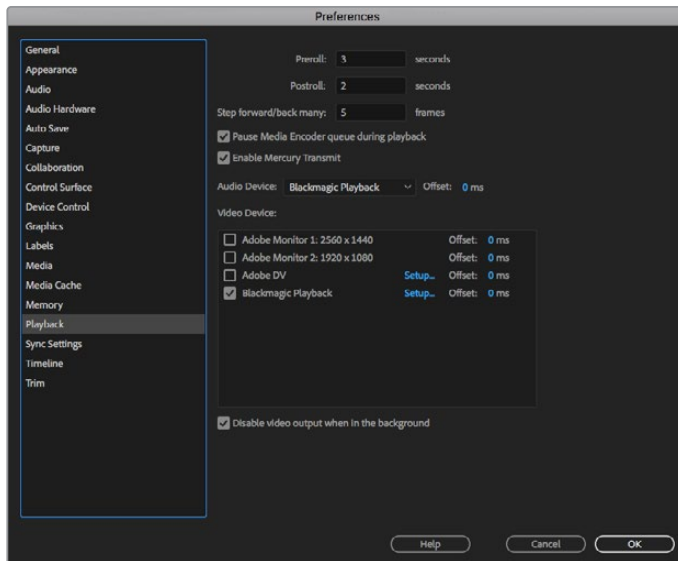 Preferences
General
Appearance
Audio
Audio Hardware
Auto Save
Capture
Collaboration
Control Surface
Device Control
Graphics
Labels
Media
Media Cache
Memory
Playback
Sync Settings
Timeline
Trim
Preroll: 3 seconds
Postroll: 2 seconds
Step forward/back many: 5 frames
Pause Media Encoder queue during playback
Enable Mercury Transmit
Audio Device: Blackmagic Playback Offset: 0 ms
Video Device:
Adobe Monitor 1: 2560 x 1440 Offset: 0 ms
Adobe Monitor 2: 1920 x 1080 Offset: 0 ms
Adobe DV Setup... Offset: 0 ms
Blackmagic Playback Setup... Offset: 0 ms
Disable video output when in the background
Help Cancel OK